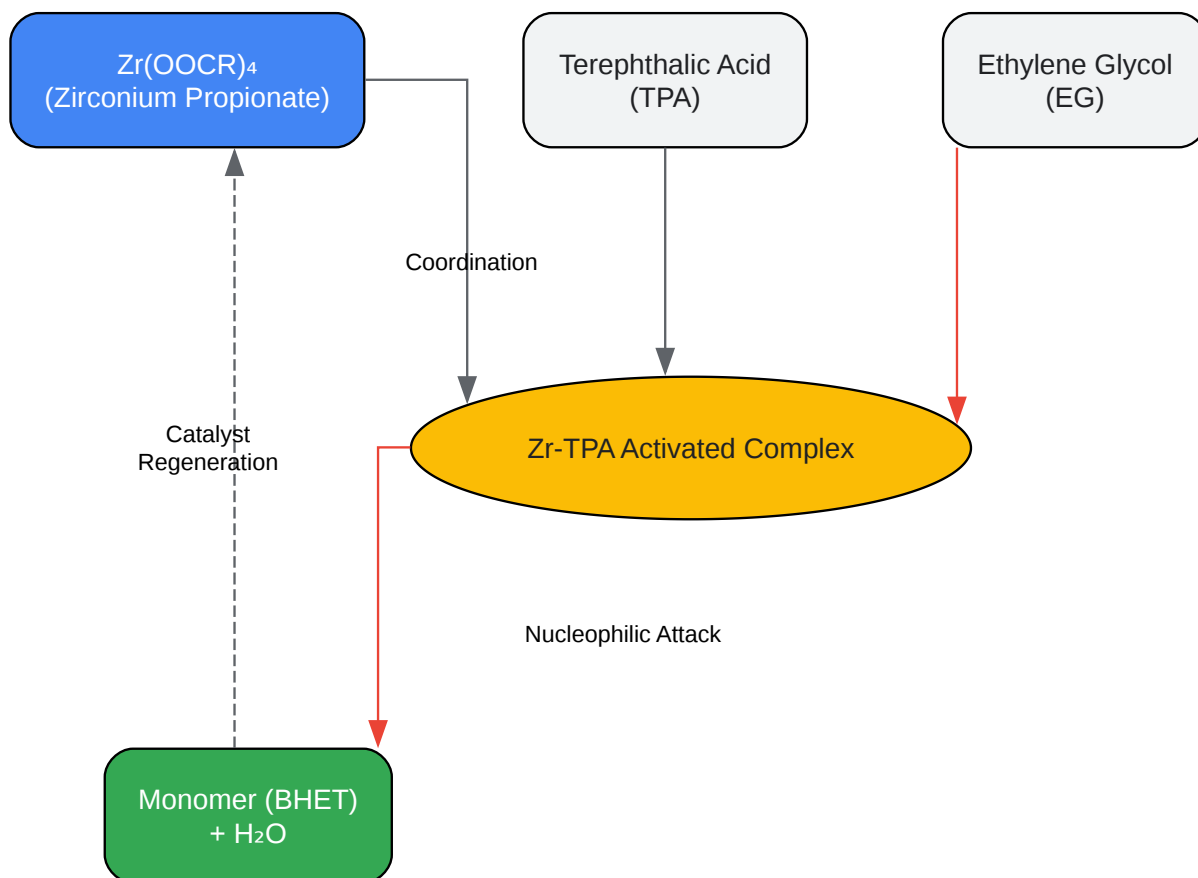 Zr(OOCR)₄
(Zirconium Propionate)
Terephthalic Acid
(TPA)
Ethylene Glycol
(EG)
Coordination
Catalyst
Regeneration
Zr-TPA Activated Complex
Nucleophilic Attack
Monomer (BHET)
+ H₂O